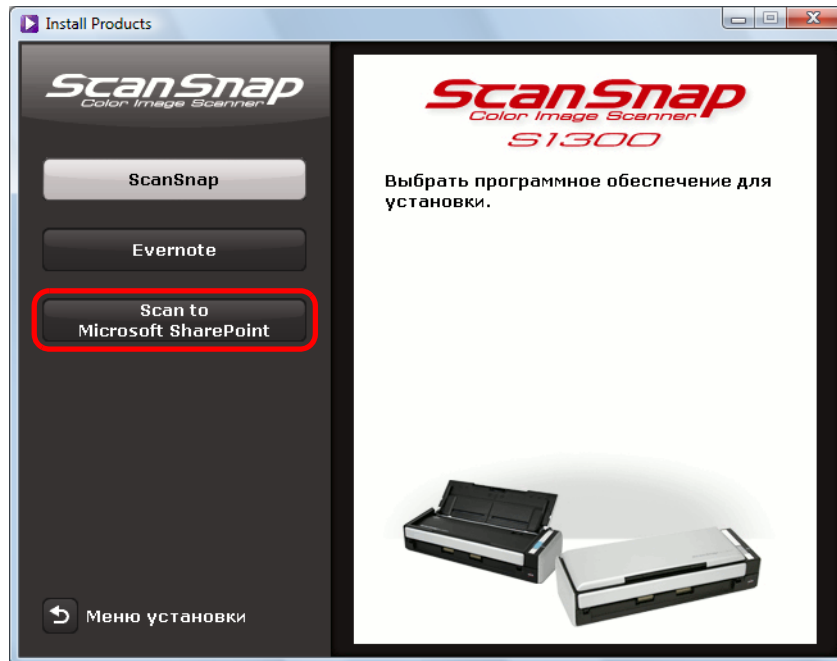 Install Products
ScanSnap
Color Image Scanner
ScanSnap
Evernote
Scan to
Microsoft SharePoint
Меню установки
ScanSnap
Color Image Scanner
S1300
Выбрать программное обеспечение для
установки.